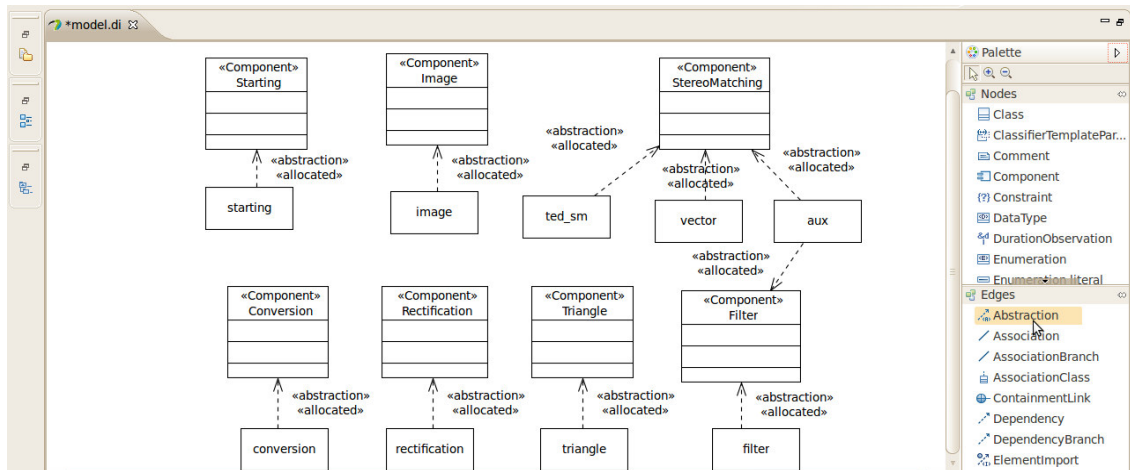 *model.di
«Component»
Starting
«abstraction»
«allocated»
starting
«Component»
Image
«abstraction»
«allocated»
image
«Component»
StereoMatching
«abstraction»
«allocated»
«abstraction»
«allocated»
«abstraction»
«allocated»
ted_sm
vector
aux
«abstraction»
«allocated»
«Component»
Conversion
«abstraction»
«allocated»
conversion
«Component»
Rectification
«abstraction»
«allocated»
rectification
«Component»
Triangle
«abstraction»
«allocated»
triangle
«Component»
Filter
«abstraction»
«allocated»
filter
Palette
Nodes
Class
ClassifierTemplatePar...
Comment
Component
{?} Constraint
DataType
DurationObservation
Enumeration
Enumeration literal
Edges
Abstraction
Association
AssociationBranch
AssociationClass
ContainmentLink
Dependency
DependencyBranch
ElementImport